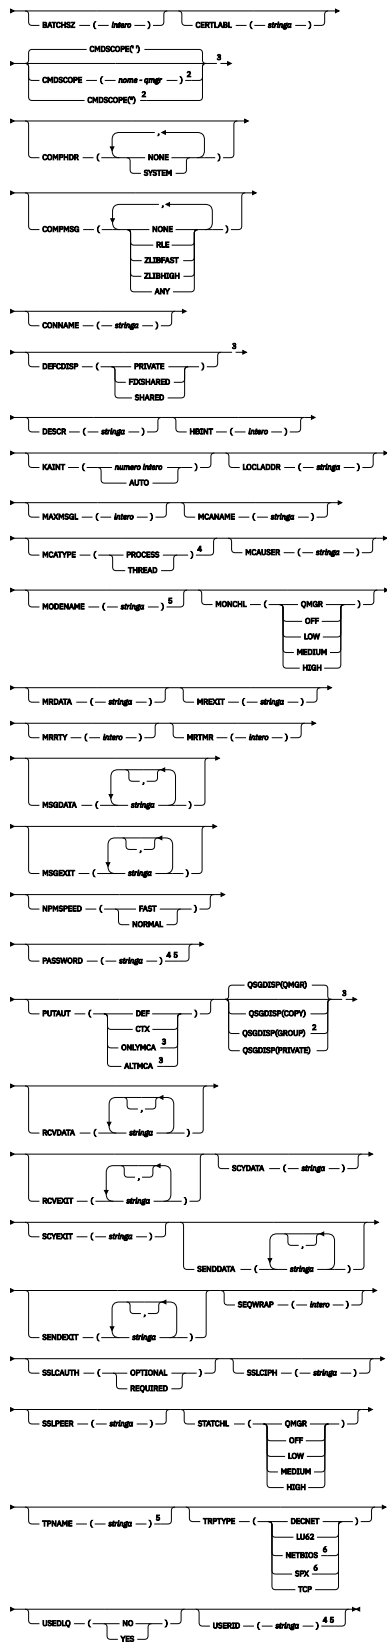 BATCHSZ ( intero ) CERTLABL ( stringa )
CMDSCOPE(' ')
CMDSCOPE ( nome - qmgr ) 2 3
CMDSCOPE(*) 2
,
COMPHDR ( NONE )
SYSTEM
,
COMPMSG ( NONE )
RLE
ZLIBFAST
ZLIBHIGH
ANY
CONNAME ( stringa )
DEFCDISP ( PRIVATE ) 3
FIXSHARED
SHARED
DESCR ( stringa ) HBINT ( intero )
KAINT ( numero intero ) LOCLADDR ( stringa )
AUTO
MAXMSGL ( intero ) MCANAME ( stringa )
MCATYPE ( PROCESS ) 4 MCAUSER ( stringa )
THREAD
MODENAME ( stringa ) 5 MONCHL ( QMGR )
OFF
LOW
MEDIUM
HIGH
MRDATA ( stringa ) MREXIT ( stringa )
MRRTY ( intero ) MRTMR ( intero )
,
MSGDATA ( stringa )
,
MSGEXIT ( stringa )
NPMSPEED ( FAST )
NORMAL
PASSWORD ( stringa ) 4 5
QSGDISP(QMGR) 3
PUTAUT ( DEF ) QSGDISP(COPY)
CTX QSGDISP(GROUP) 2
ONLYMCA 3 QSGDISP(PRIVATE)
ALTMCA 3
,
RCVDATA ( stringa )
,
RCVEXIT ( stringa ) SCYDATA ( stringa )
SCYEXIT ( stringa ) ,
SENDDATA ( stringa )
,
SENDEXIT ( stringa ) SEQWRAP ( intero )
SSLCAUTH ( OPTIONAL ) SSLCIPH ( stringa )
REQUIRED
SSLPEER ( stringa ) STATCHL ( QMGR )
OFF
LOW
MEDIUM
HIGH
TPNAME ( stringa ) 5 TRPTYPE ( DECNET )
LU62
NETBIOS 6
SPX 6
TCP
USEDLQ ( NO ) USERID ( stringa ) 4 5
YES